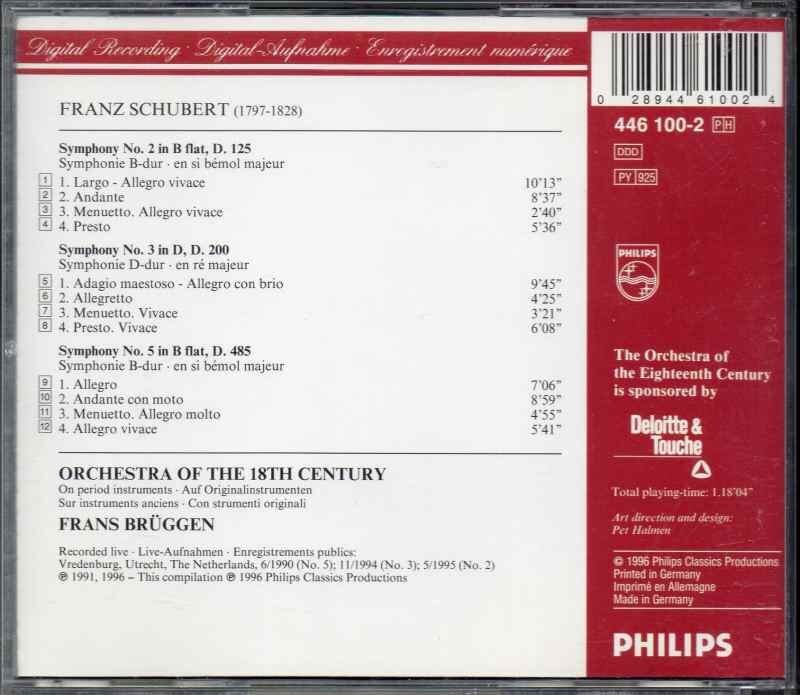 Digital Recording · Digital-Aufnahme · Enregistrement numérique
FRANZ SCHUBERT (1797-1828)
Symphony No. 2 in B flat, D. 125
Symphonie B-dur · en si bémol majeur
1 1. Largo - Allegro vivace 10'13"
2 2. Andante 8'37"
3 3. Menuetto. Allegro vivace 2'40"
4 4. Presto 5'36"
Symphony No. 3 in D, D. 200
Symphonie D-dur · en ré majeur
5 1. Adagio maestoso - Allegro con brio 9'45"
6 2. Allegretto 4'25"
7 3. Menuetto. Vivace 3'21"
8 4. Presto. Vivace 6'08"
Symphony No. 5 in B flat, D. 485
Symphonie B-dur · en si bémol majeur
9 1. Allegro 7'06"
10 2. Andante con moto 8'59"
11 3. Menuetto. Allegro molto 4'55"
12 4. Allegro vivace 5'41"
ORCHESTRA OF THE 18TH CENTURY
On period instruments · Auf Originalinstrumenten
Sur instruments anciens · Con strumenti originali
FRANS BRÜGGEN
Recorded live · Live-Aufnahmen · Enregistrements publics:
Vredenburg, Utrecht, The Netherlands, 6/1990 (No. 5); 11/1994 (No. 3); 5/1995 (No. 2)
℗ 1991, 1996 – This compilation ℗ 1996 Philips Classics Productions
0 28944 61002 4
446 100-2 PH
DDD
PY 925
PHILIPS
The Orchestra of
the Eighteenth Century
is sponsored by
Deloitte &
Touche
Total playing-time: 1.18'04"
Art direction and design:
Pet Halmen
© 1996 Philips Classics Productions
Printed in Germany
Imprimé en Allemagne
Made in Germany
PHILIPS